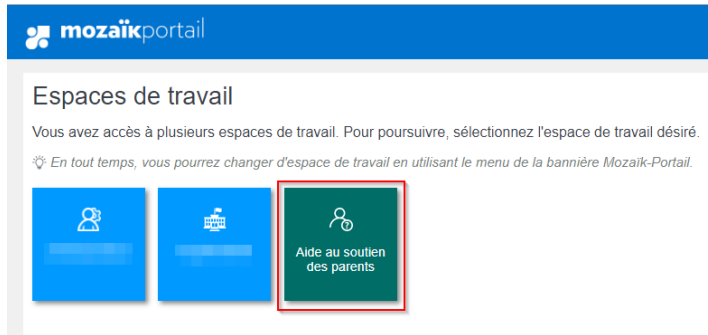 mozaïkportail
Espaces de travail
Vous avez accès à plusieurs espaces de travail. Pour poursuivre, sélectionnez l'espace de travail désiré.
En tout temps, vous pourrez changer d'espace de travail en utilisant le menu de la bannière Mozaïk-Portail.
Aide au soutien
des parents